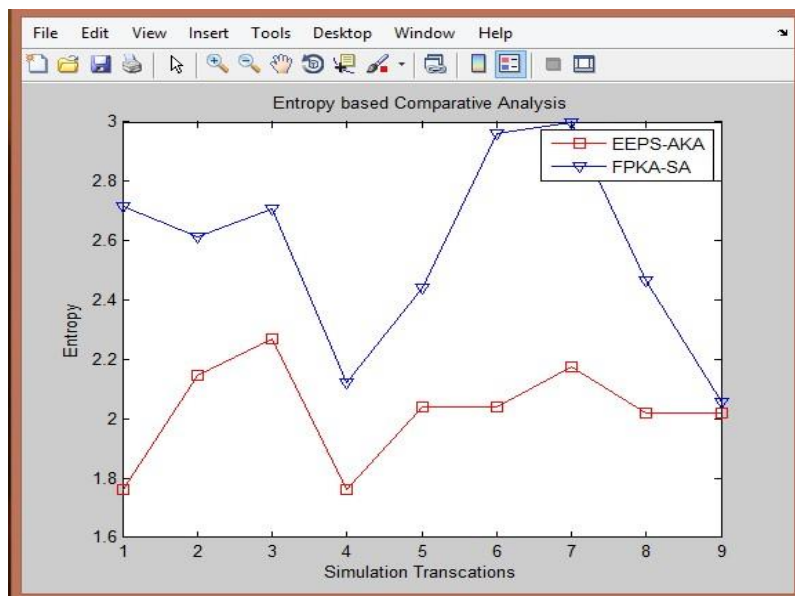 File Edit View Insert Tools Desktop Window Help
Entropy based Comparative Analysis
3
2.8
2.6
2.4
2.2
2
1.8
1.6
Entropy
EEPS-AKA
FPKA-SA
1 2 3 4 5 6 7 8 9
Simulation Transcations